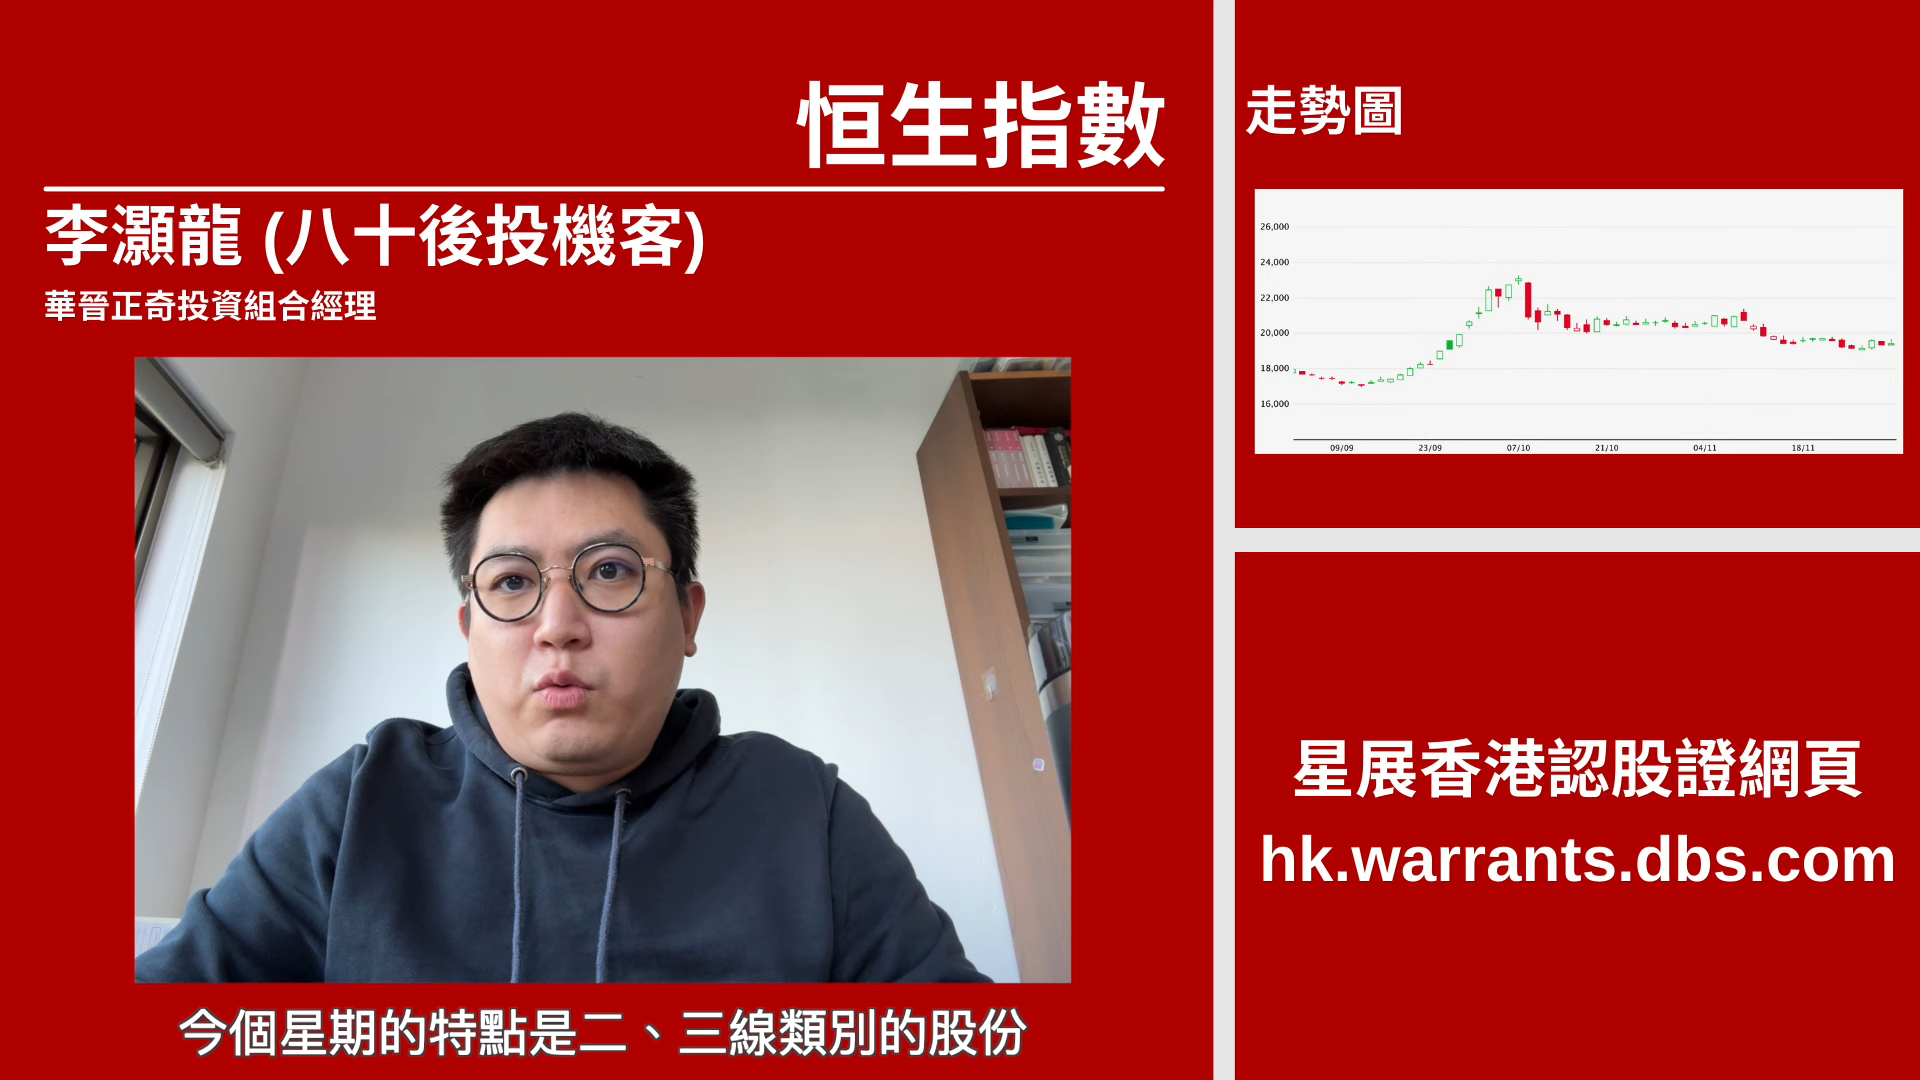 恒生指數
李灝龍 (八十後投機客)
華晉正奇投資組合經理
今個星期的特點是二、三線類別的股份
走勢圖
26,000
24,000
22,000
20,000
18,000
16,000
09/09 23/09 07/10 21/10 04/11 18/11
星展香港認股證網頁
hk.warrants.dbs.com